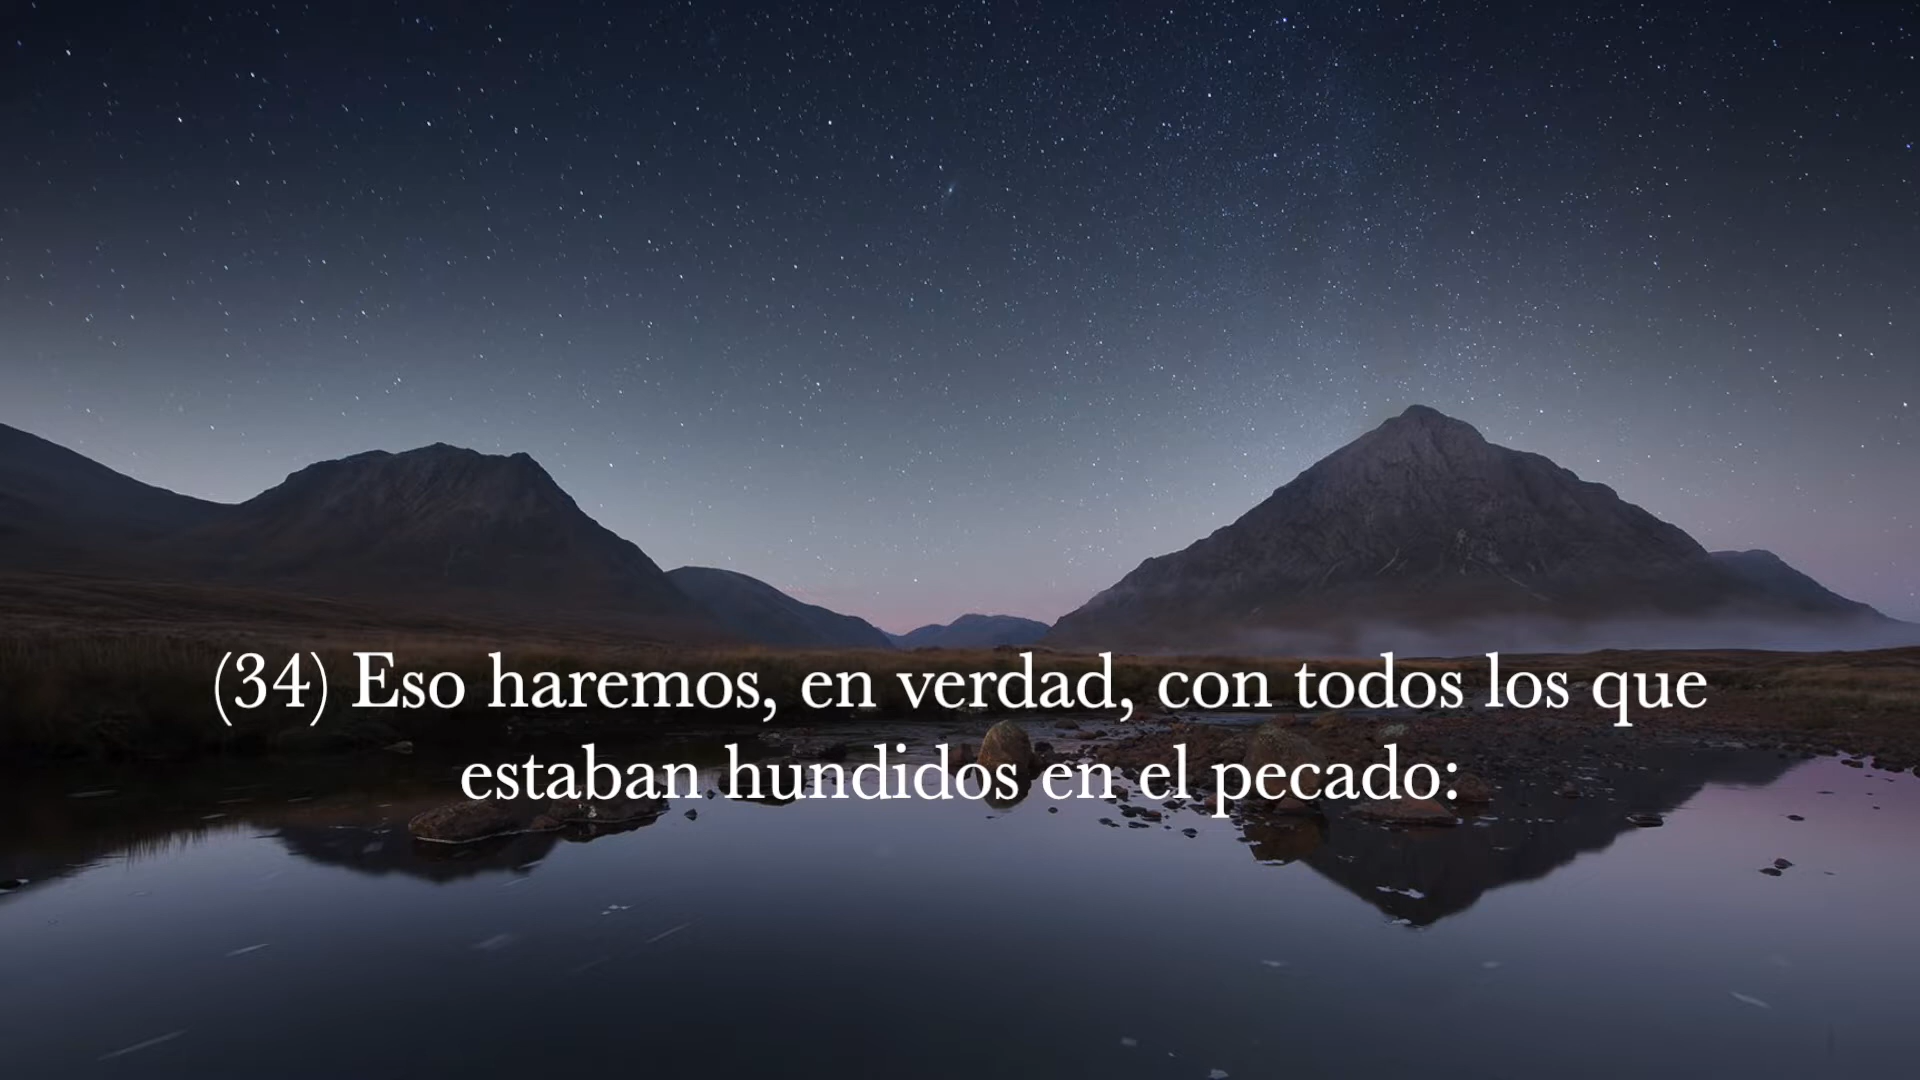 (34) Eso haremos, en verdad, con todos los que
estaban hundidos en el pecado: